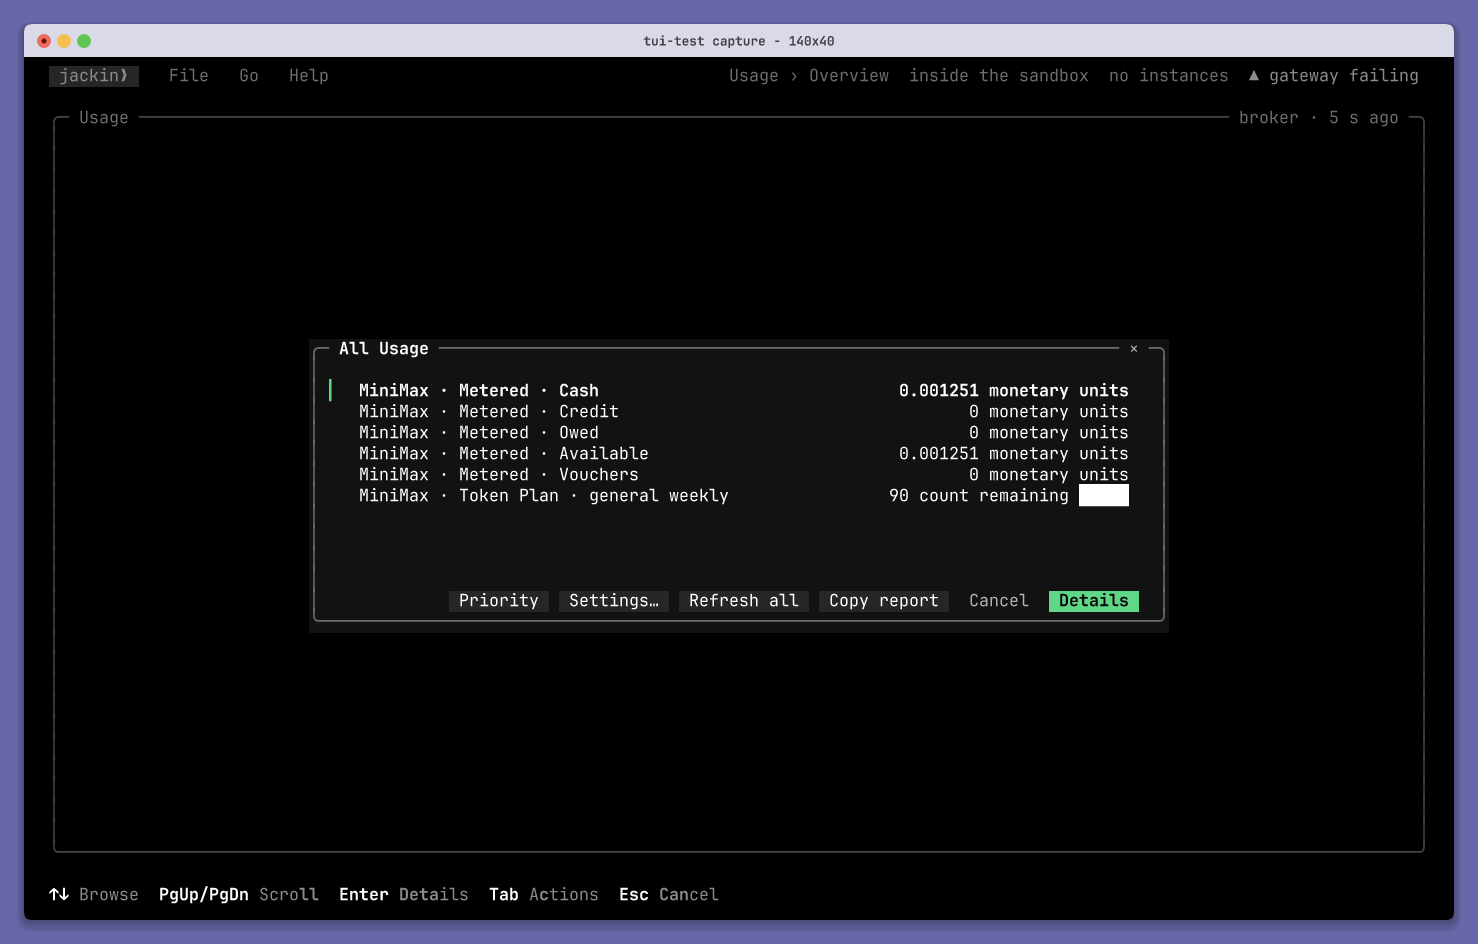 tui-test capture - 140x40
jackin❯ File Go Help Usage › Overview inside the sandbox no instances ▲ gateway failing
Usage broker · 5 s ago
All Usage ×
MiniMax · Metered · Cash 0.001251 monetary units
MiniMax · Metered · Credit 0 monetary units
MiniMax · Metered · Owed 0 monetary units
MiniMax · Metered · Available 0.001251 monetary units
MiniMax · Metered · Vouchers 0 monetary units
MiniMax · Token Plan · general weekly 90 count remaining
Priority Settings… Refresh all Copy report Cancel Details
↑↓ Browse PgUp/PgDn Scroll Enter Details Tab Actions Esc Cancel